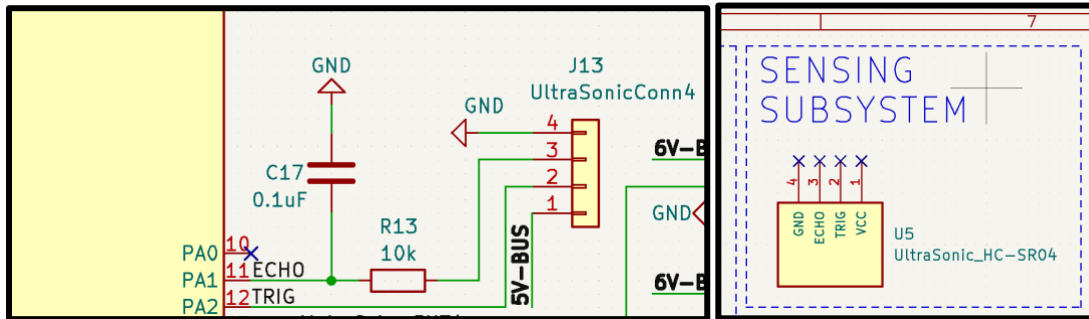 GND
J13
UltraSonicConn4
GND
4
3
2
1
C17
0.1uF
R13
10k
PA0
10
PA1
11
ECHO
PA2
12
TRIG
5V-BUS
6V-B
GND
6V-B
7
SENSING
SUBSYSTEM
4
3
2
1
GND
ECHO
TRIG
VCC
U5
UltraSonic_HC-SR04